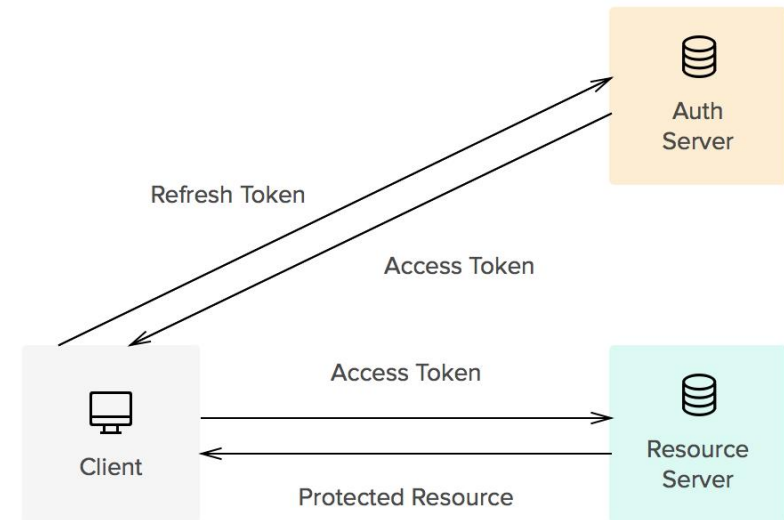 Auth
Server
Refresh Token
Access Token
Access Token
Client
Resource
Server
Protected Resource